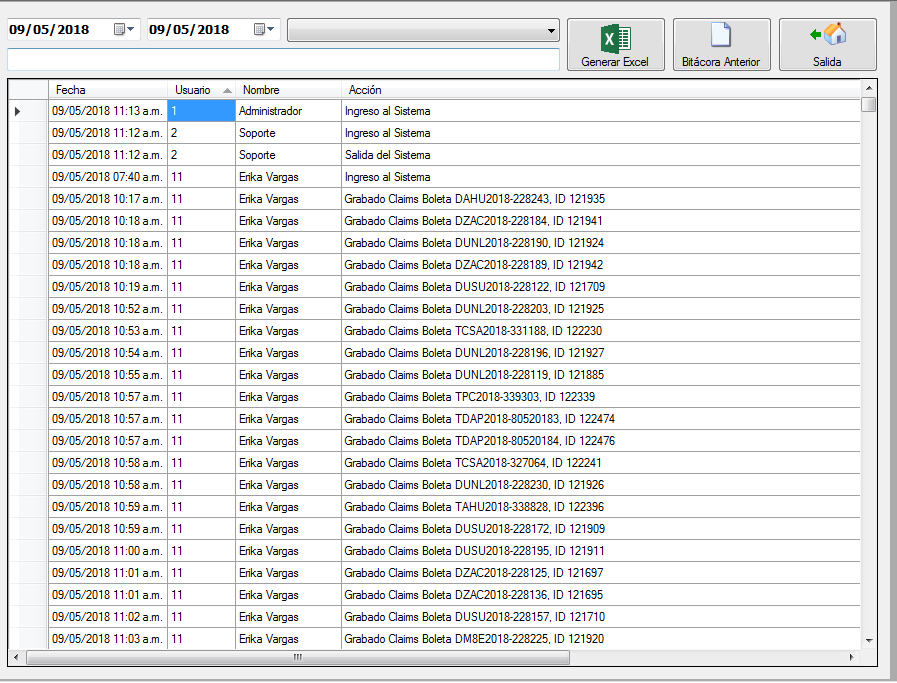 09/05/2018 09/05/2018
Generar Excel Bitácora Anterior Salida
Fecha Usuario Nombre Acción
09/05/2018 11:13 a.m. 1 Administrador Ingreso al Sistema
09/05/2018 11:12 a.m. 2 Soporte Ingreso al Sistema
09/05/2018 11:12 a.m. 2 Soporte Salida del Sistema
09/05/2018 07:40 a.m. 11 Erika Vargas Ingreso al Sistema
09/05/2018 10:17 a.m. 11 Erika Vargas Grabado Claims Boleta DAHU2018-228243, ID 121935
09/05/2018 10:18 a.m. 11 Erika Vargas Grabado Claims Boleta DZAC2018-228184, ID 121941
09/05/2018 10:18 a.m. 11 Erika Vargas Grabado Claims Boleta DUNL2018-228190, ID 121924
09/05/2018 10:18 a.m. 11 Erika Vargas Grabado Claims Boleta DZAC2018-228189, ID 121942
09/05/2018 10:19 a.m. 11 Erika Vargas Grabado Claims Boleta DUSU2018-228122, ID 121709
09/05/2018 10:52 a.m. 11 Erika Vargas Grabado Claims Boleta DUNL2018-228203, ID 121925
09/05/2018 10:53 a.m. 11 Erika Vargas Grabado Claims Boleta TCSA2018-331188, ID 122230
09/05/2018 10:54 a.m. 11 Erika Vargas Grabado Claims Boleta DUNL2018-228196, ID 121927
09/05/2018 10:55 a.m. 11 Erika Vargas Grabado Claims Boleta DUNL2018-228119, ID 121885
09/05/2018 10:57 a.m. 11 Erika Vargas Grabado Claims Boleta TPC2018-339303, ID 122339
09/05/2018 10:57 a.m. 11 Erika Vargas Grabado Claims Boleta TDAP2018-80520183, ID 122474
09/05/2018 10:57 a.m. 11 Erika Vargas Grabado Claims Boleta TDAP2018-80520184, ID 122476
09/05/2018 10:58 a.m. 11 Erika Vargas Grabado Claims Boleta TCSA2018-327064, ID 122241
09/05/2018 10:58 a.m. 11 Erika Vargas Grabado Claims Boleta DUNL2018-228230, ID 121926
09/05/2018 10:59 a.m. 11 Erika Vargas Grabado Claims Boleta TAHU2018-338828, ID 122396
09/05/2018 10:59 a.m. 11 Erika Vargas Grabado Claims Boleta DUSU2018-228172, ID 121909
09/05/2018 11:00 a.m. 11 Erika Vargas Grabado Claims Boleta DUSU2018-228195, ID 121911
09/05/2018 11:01 a.m. 11 Erika Vargas Grabado Claims Boleta DZAC2018-228125, ID 121697
09/05/2018 11:01 a.m. 11 Erika Vargas Grabado Claims Boleta DZAC2018-228136, ID 121695
09/05/2018 11:02 a.m. 11 Erika Vargas Grabado Claims Boleta DUSU2018-228157, ID 121710
09/05/2018 11:03 a.m. 11 Erika Vargas Grabado Claims Boleta DM8E2018-228225, ID 121920